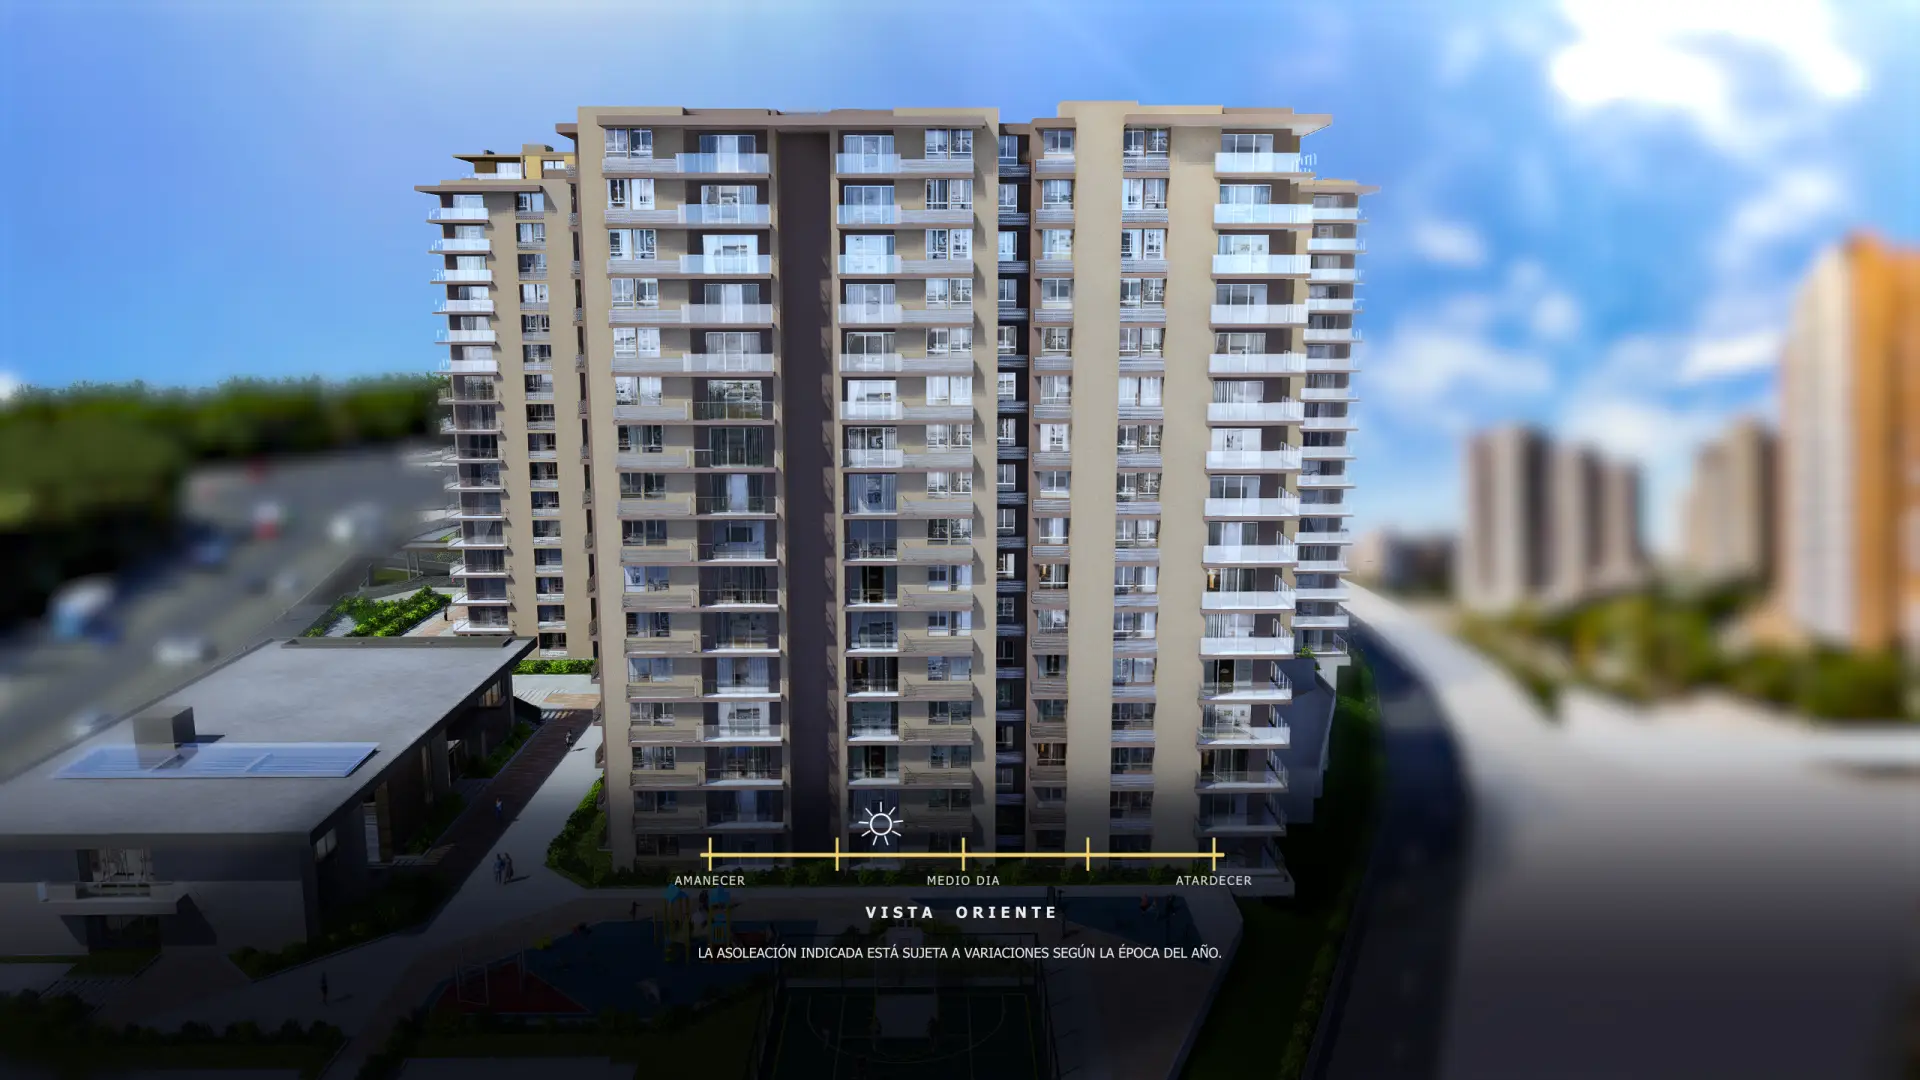 AMANECER MEDIO DIA ATARDECER
VISTA ORIENTE
LA ASOLEACIÓN INDICADA ESTÁ SUJETA A VARIACIONES SEGÚN LA ÉPOCA DEL AÑO.